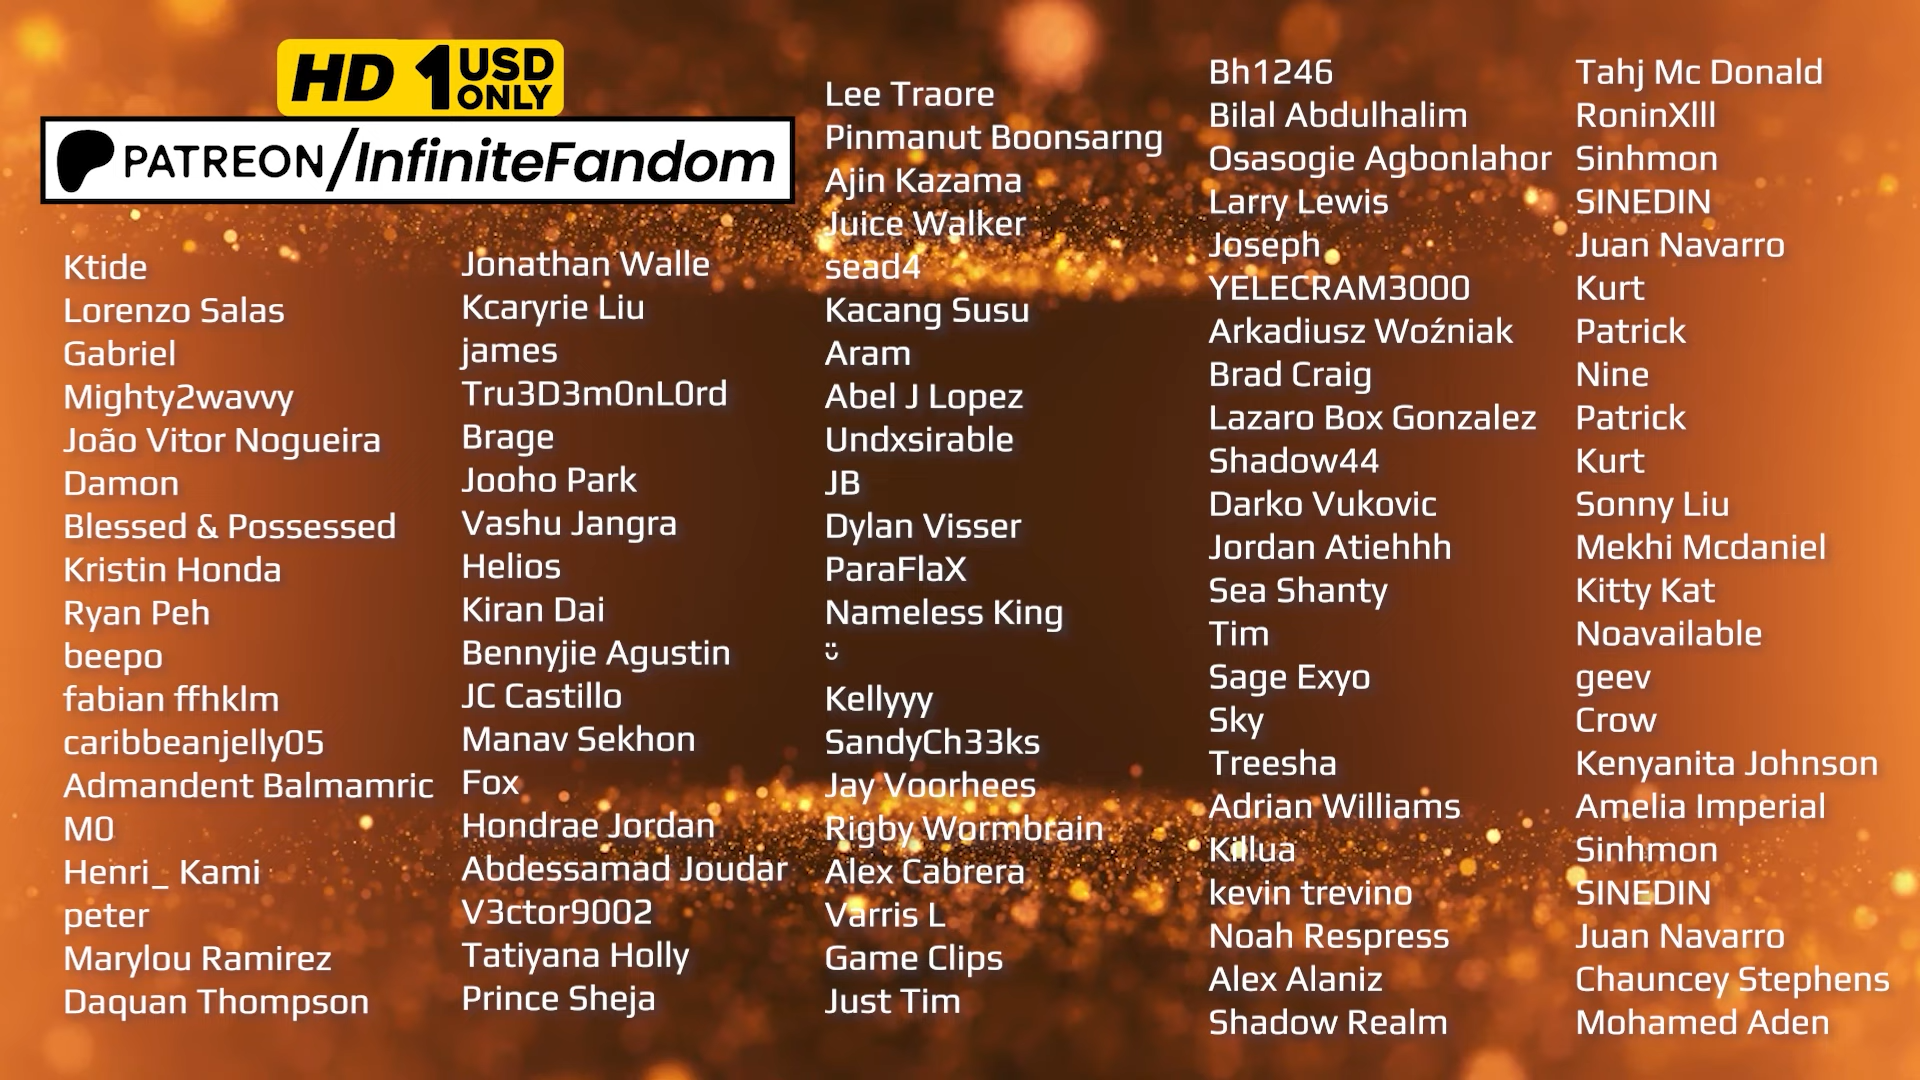 HD 1 USD ONLY
PATREON/InfiniteFandom
Ktide
Lorenzo Salas
Gabriel
Mighty2wavvy
João Vitor Nogueira
Damon
Blessed & Possessed
Kristin Honda
Ryan Peh
beepo
fabian ffhklm
caribbeanjelly05
Admandent Balmamric
M0
Henri_ Kami
peter
Marylou Ramirez
Daquan Thompson
Jonathan Walle
Kcaryrie Liu
james
Tru3D3m0nL0rd
Brage
Jooho Park
Vashu Jangra
Helios
Kiran Dai
Bennyjie Agustin
JC Castillo
Manav Sekhon
Fox
Hondrae Jordan
Abdessamad Joudar
V3ctor9002
Tatiyana Holly
Prince Sheja
Lee Traore
Pinmanut Boonsarng
Ajin Kazama
Juice Walker
sead4
Kacang Susu
Aram
Abel J Lopez
Undxsirable
JB
Dylan Visser
ParaFlaX
Nameless King
ü
Kellyyy
SandyCh33ks
Jay Voorhees
Rigby Wormbrain
Alex Cabrera
Varris L
Game Clips
Just Tim
Bh1246
Bilal Abdulhalim
Osasogie Agbonlahor
Larry Lewis
Joseph
YELECRAM3000
Arkadiusz Woźniak
Brad Craig
Lazaro Box Gonzalez
Shadow44
Darko Vukovic
Jordan Atiehhh
Sea Shanty
Tim
Sage Exyo
Sky
Treesha
Adrian Williams
Killua
kevin trevino
Noah Respress
Alex Alaniz
Shadow Realm
Tahj Mc Donald
RoninXlll
Sinhmon
SINEDIN
Juan Navarro
Kurt
Patrick
Nine
Patrick
Kurt
Sonny Liu
Mekhi Mcdaniel
Kitty Kat
Noavailable
geev
Crow
Kenyanita Johnson
Amelia Imperial
Sinhmon
SINEDIN
Juan Navarro
Chauncey Stephens
Mohamed Aden